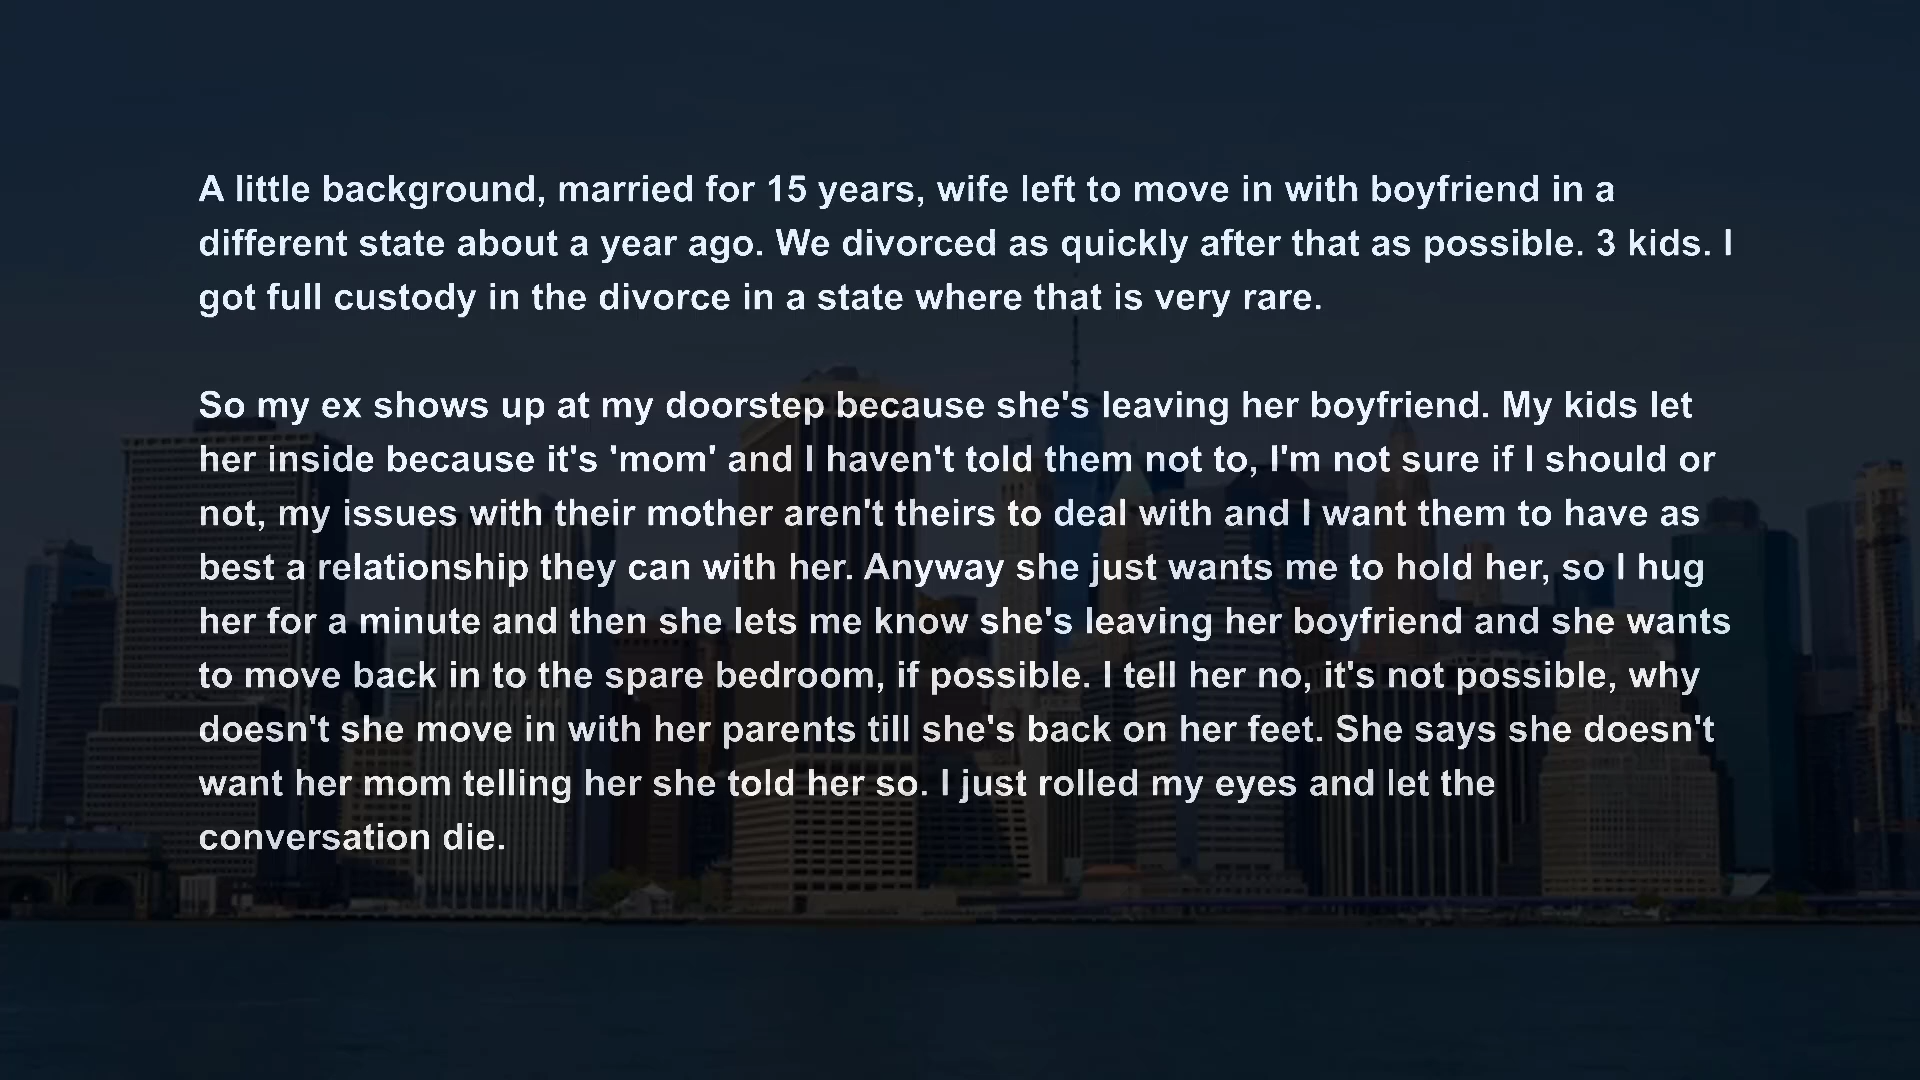 A little background, married for 15 years, wife left to move in with boyfriend in a
different state about a year ago. We divorced as quickly after that as possible. 3 kids. I
got full custody in the divorce in a state where that is very rare.
So my ex shows up at my doorstep because she's leaving her boyfriend. My kids let
her inside because it's 'mom' and I haven't told them not to, I'm not sure if I should or
not, my issues with their mother aren't theirs to deal with and I want them to have as
best a relationship they can with her. Anyway she just wants me to hold her, so I hug
her for a minute and then she lets me know she's leaving her boyfriend and she wants
to move back in to the spare bedroom, if possible. I tell her no, it's not possible, why
doesn't she move in with her parents till she's back on her feet. She says she doesn't
want her mom telling her she told her so. I just rolled my eyes and let the
conversation die.